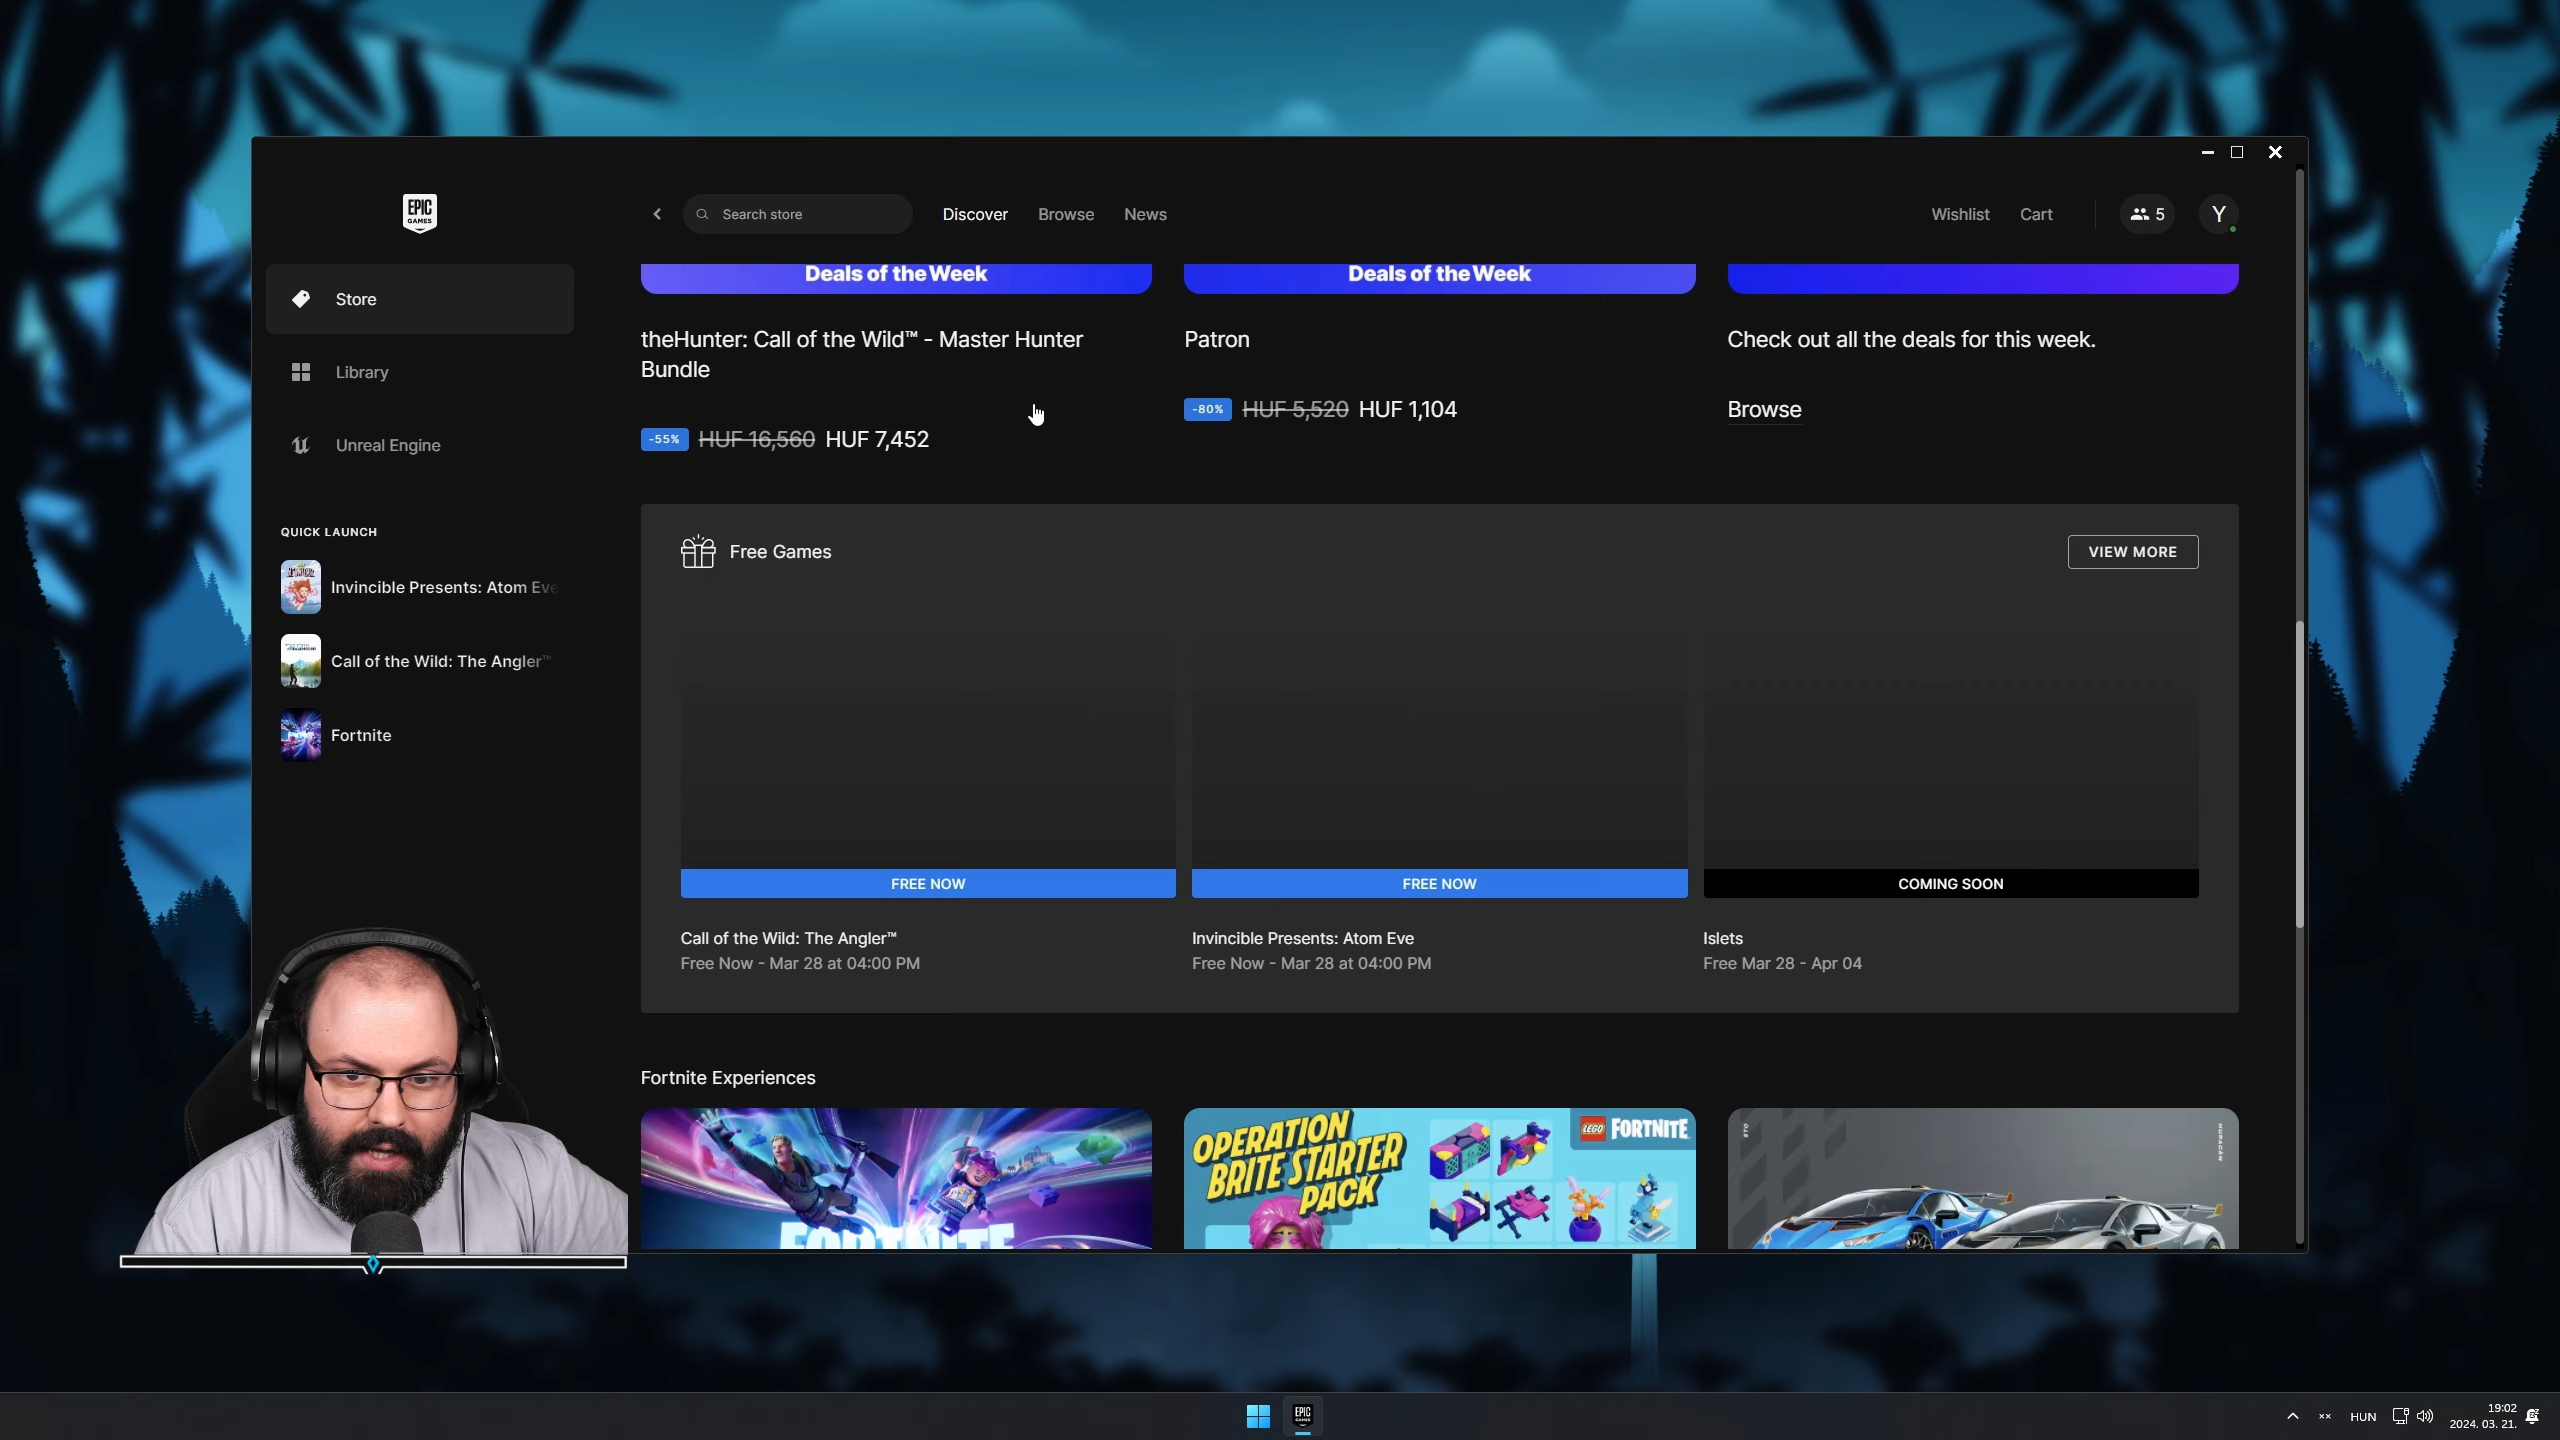 EPIC
GAMES
Search store
Discover
Browse
News
Wishlist
Cart
5
Y
Store
Library
Unreal Engine
QUICK LAUNCH
Invincible Presents: Atom Eve
Call of the Wild: The Angler™
Fortnite
Deals of the Week
theHunter: Call of the Wild™ - Master Hunter
Bundle
-55% HUF 16,560 HUF 7,452
Deals of the Week
Patron
-80% HUF 5,520 HUF 1,104
Check out all the deals for this week.
Browse
Free Games
VIEW MORE
FREE NOW
Call of the Wild: The Angler™
Free Now - Mar 28 at 04:00 PM
FREE NOW
Invincible Presents: Atom Eve
Free Now - Mar 28 at 04:00 PM
COMING SOON
Islets
Free Mar 28 - Apr 04
Fortnite Experiences
FORTNITE
OPERATION
BRITE STARTER
PACK
LEGO FORTNITE
STO
HURACAN
EPIC
GAMES
HUN
19:02
2024. 03. 21.